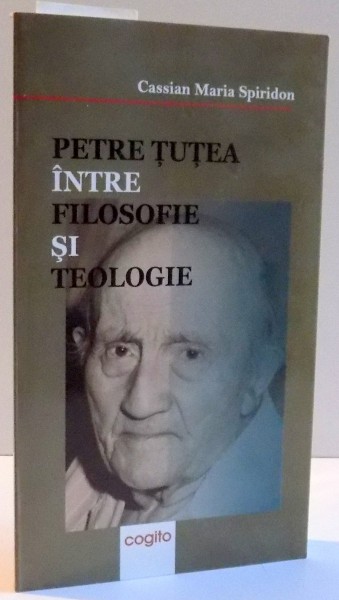 Cassian Maria Spiridon
PETRE ŢUŢEA
ÎNTRE
FILOSOFIE
ŞI
TEOLOGIE
cogito